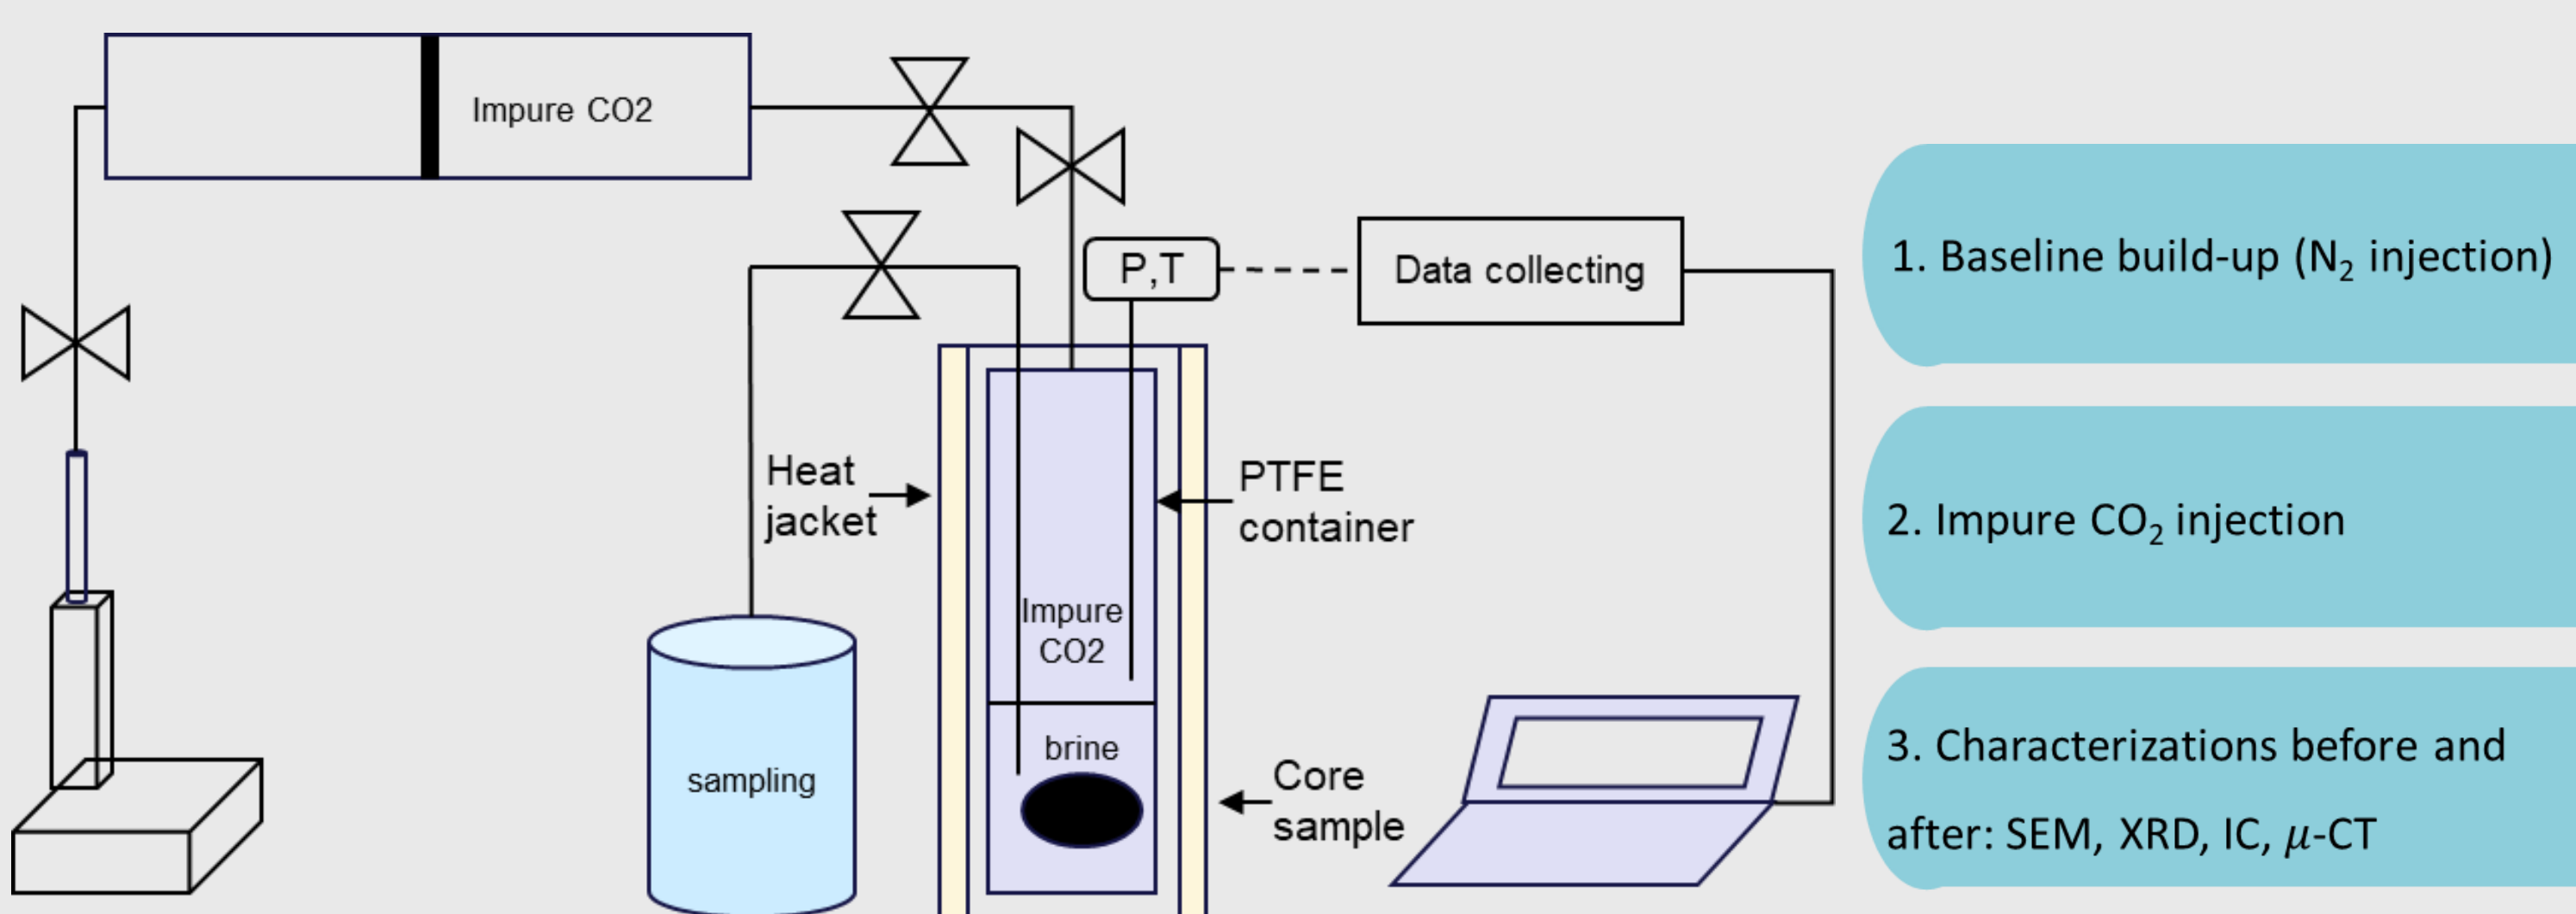 Impure CO2
P,T
Data collecting
Heat
jacket
PTFE
container
Impure
CO2
brine
sampling
Core
sample
1. Baseline build-up (N₂ injection)
2. Impure CO₂ injection
3. Characterizations before and
after: SEM, XRD, IC, μ-CT